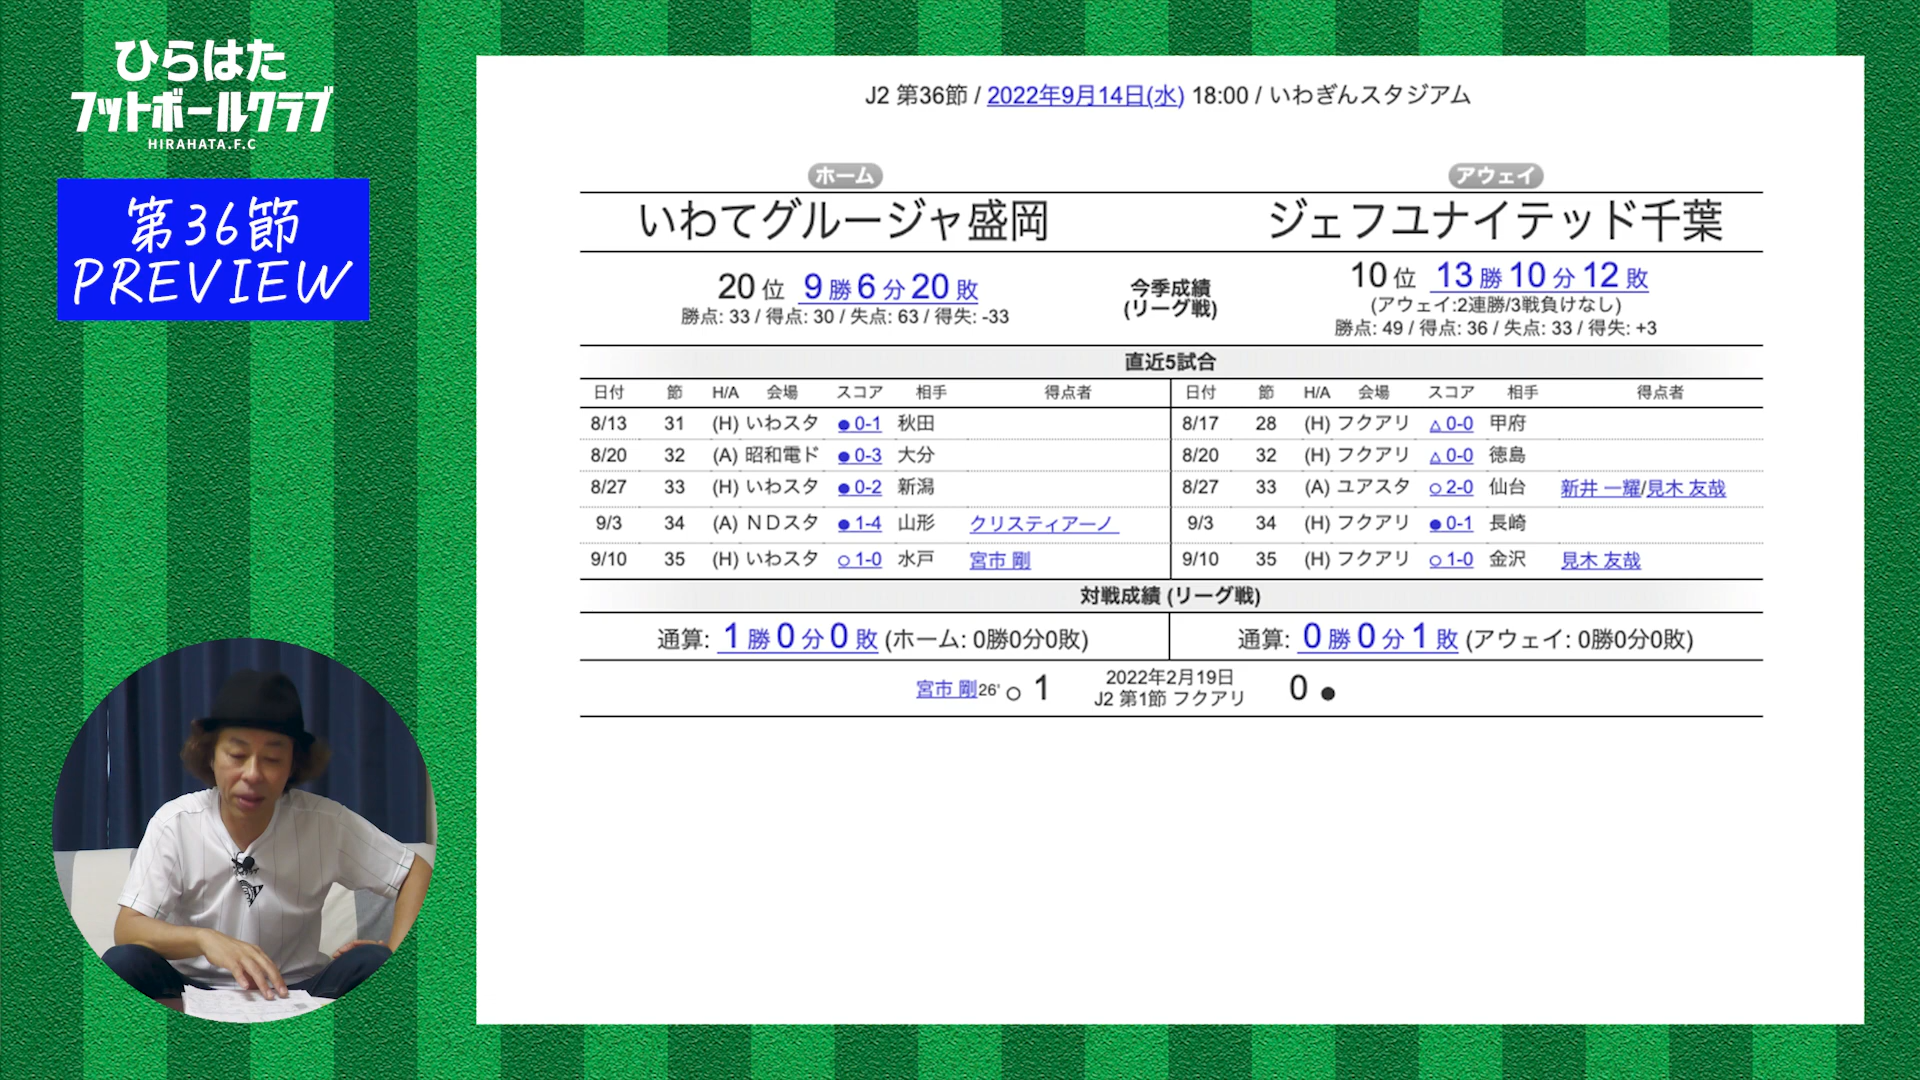 ひらはた
フットボールクラブ
HIRAHATA.F.C
第36節
PREVIEW
J2 第36節 / 2022年9月14日(水) 18:00 / いわぎんスタジアム
ホーム アウェイ
いわてグルージャ盛岡 ジェフユナイテッド千葉
20位 9勝6分20敗 今季成績 (リーグ戦) 10位 13勝10分12敗
(アウェイ:2連勝/3戦負けなし)
勝点: 33 / 得点: 30 / 失点: 63 / 得失: -33 勝点: 49 / 得点: 36 / 失点: 33 / 得失: +3
直近5試合
日付 節 H/A 会場 スコア 相手 得点者 日付 節 H/A 会場 スコア 相手 得点者
8/13 31 (H) いわスタ ●0-1 秋田 8/17 28 (H) フクアリ △0-0 甲府
8/20 32 (A) 昭和電ド ●0-3 大分 8/20 32 (H) フクアリ △0-0 徳島
8/27 33 (H) いわスタ ●0-2 新潟 8/27 33 (A) ユアスタ ○2-0 仙台 新井 一耀/見木 友哉
9/3 34 (A) NDスタ ●1-4 山形 クリスティアーノ 9/3 34 (H) フクアリ ●0-1 長崎
9/10 35 (H) いわスタ ○1-0 水戸 宮市 剛 9/10 35 (H) フクアリ ○1-0 金沢 見木 友哉
対戦成績 (リーグ戦)
通算: 1勝0分0敗 (ホーム: 0勝0分0敗) 通算: 0勝0分1敗 (アウェイ: 0勝0分0敗)
宮市 剛26' ○ 1 2022年2月19日 0 ●
J2 第1節 フクアリ